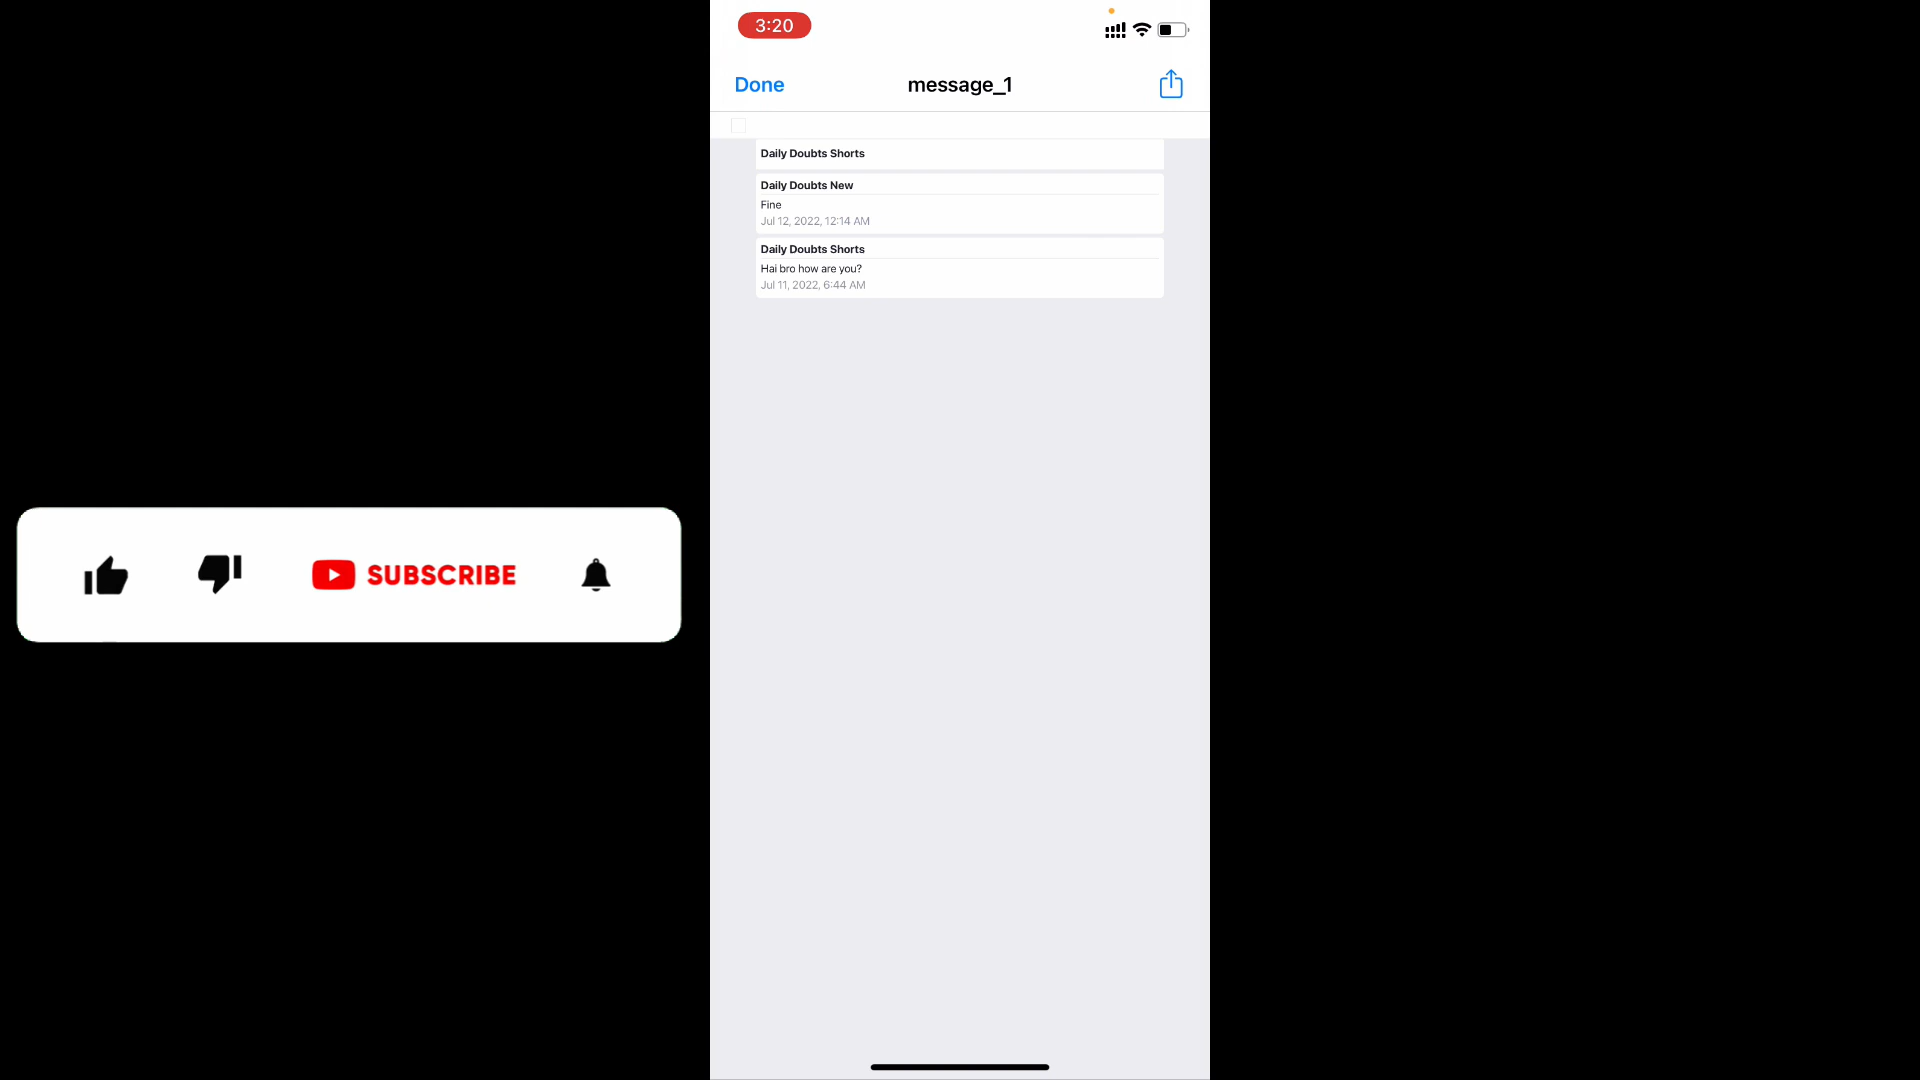 3:20
Done
message_1
Daily Doubts Shorts
Daily Doubts New
Fine
Jul 12, 2022, 12:14 AM
Daily Doubts Shorts
Hai bro how are you?
Jul 11, 2022, 6:44 AM
SUBSCRIBE